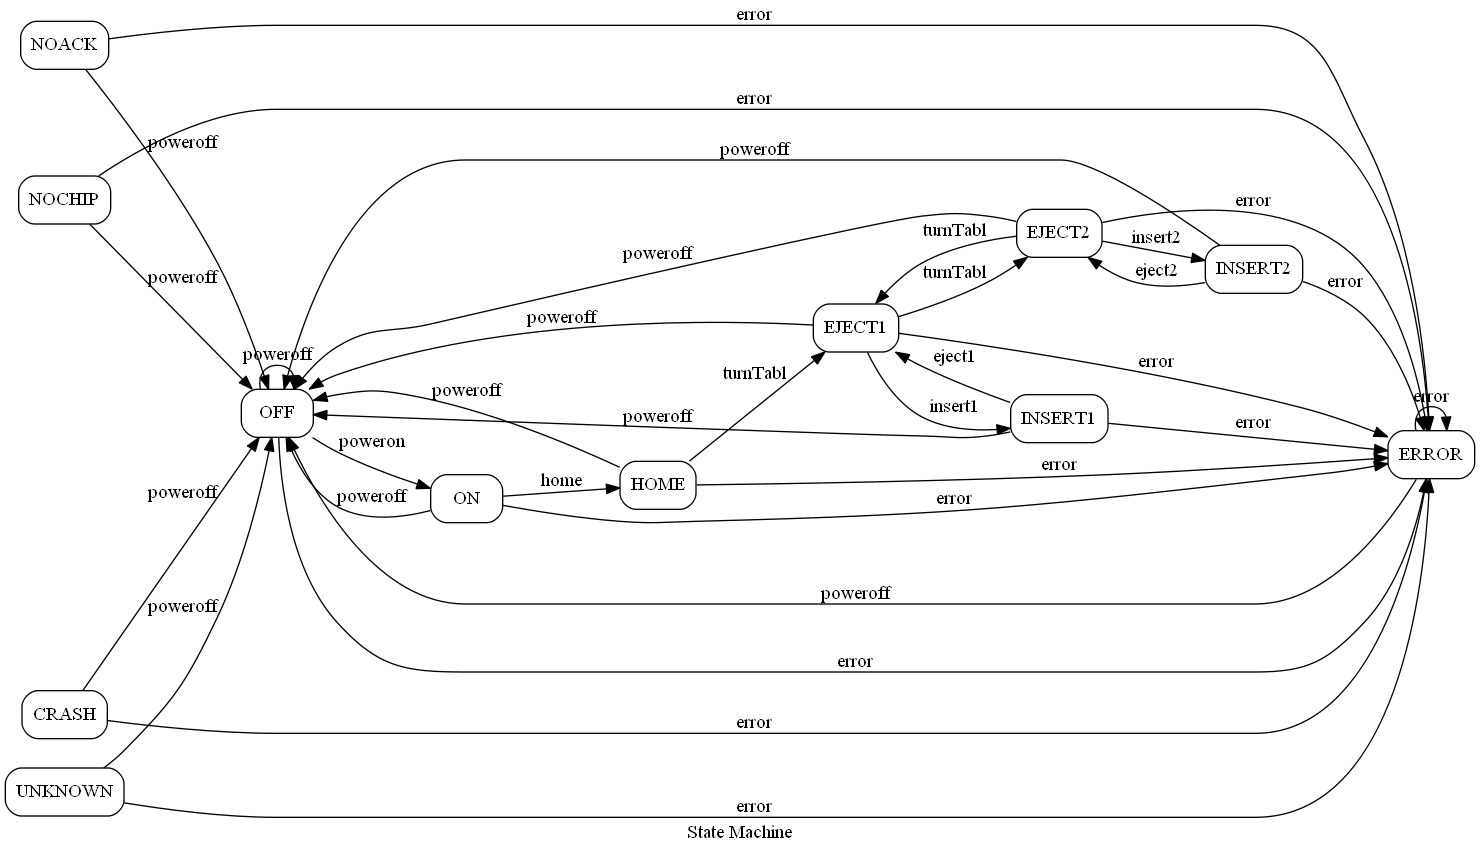 error
NOACK
error
poweroff
poweroff
NOCHIP
error
EJECT2
turnTabl
insert2
poweroff
INSERT2
eject2
turnTabl
poweroff
error
poweroff
EJECT1
poweroff
eject1
error
turnTabl
poweroff
error
insert1
OFF
poweroff
INSERT1
error
poweron
ERROR
error
home
HOME
poweroff
poweroff
ON
error
poweroff
poweroff
error
CRASH
error
UNKNOWN
error
State Machine